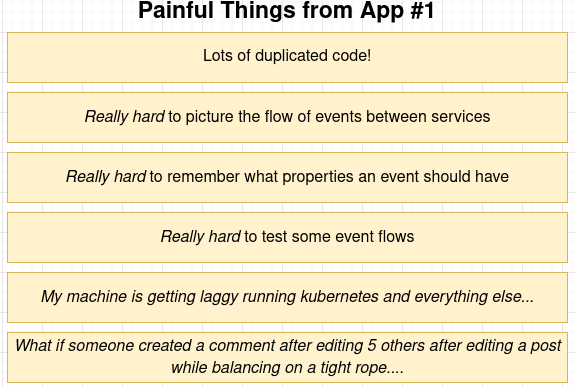 Painful Things from App #1
Lots of duplicated code!
Really hard to picture the flow of events between services
Really hard to remember what properties an event should have
Really hard to test some event flows
My machine is getting laggy running kubernetes and everything else...
What if someone created a comment after editing 5 others after editing a post
while balancing on a tight rope....